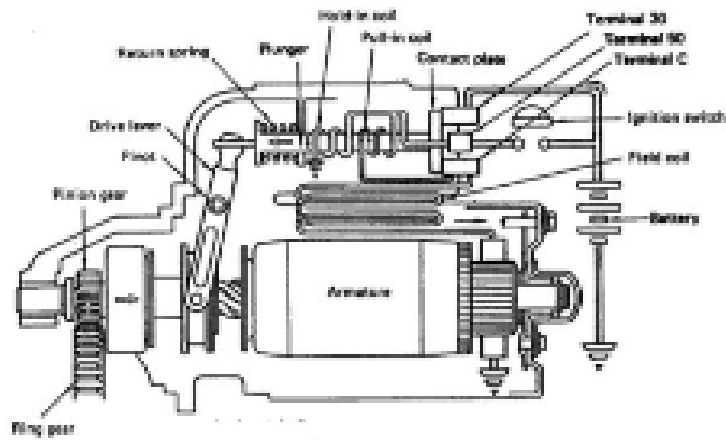 Hold-in coil
Terminal 30
Plunger
Pull-in coil
Terminal 50
Return spring
Contact plate
Terminal C
Drive lever
Ignition switch
Pivot
Field coil
Pinion gear
Battery
Armature
Ring gear